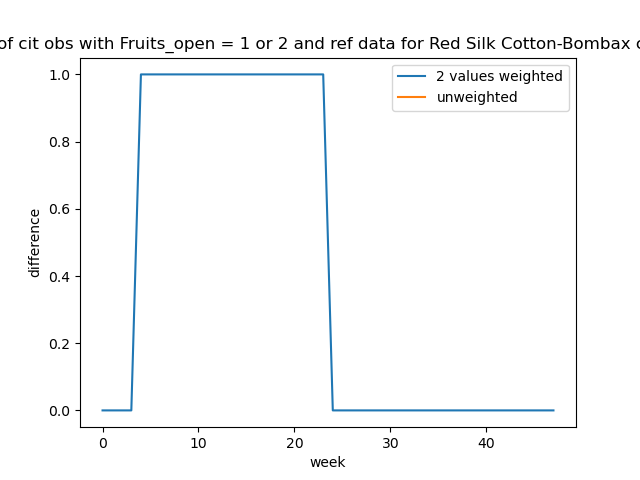 of cit obs with Fruits_open = 1 or 2 and ref data for Red Silk Cotton-Bombax
2 values weighted
unweighted
difference
1.0
0.8
0.6
0.4
0.2
0.0
0 10 20 30 40
week